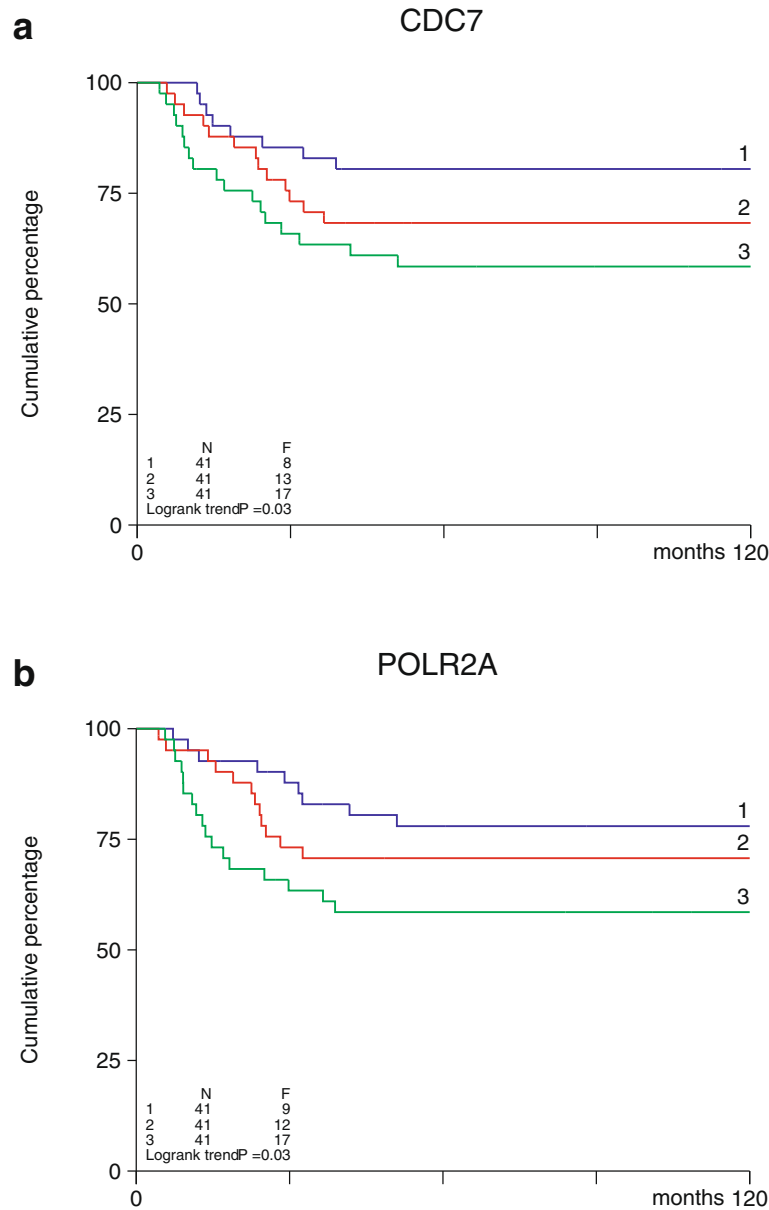 a
CDC7
100
75
50
25
0
Cumulative percentage
1
2
3
N F
1 41 8
2 41 13
3 41 17
Logrank trendP =0.03
0 months 120
b
POLR2A
100
75
50
25
0
Cumulative percentage
1
2
3
N F
1 41 9
2 41 12
3 41 17
Logrank trendP =0.03
0 months 120